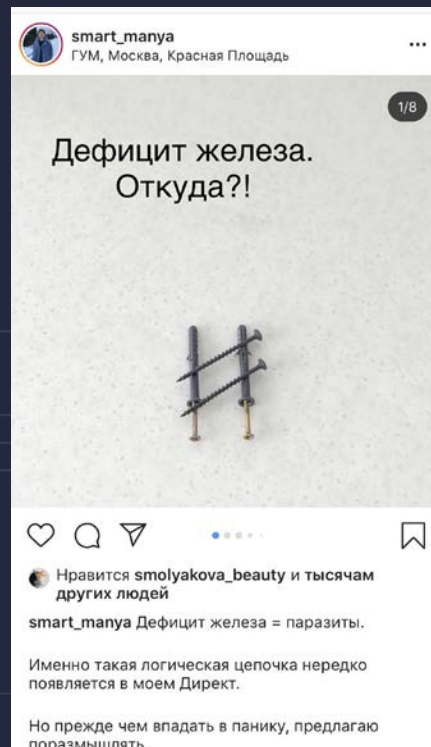 smart_manya
ГУМ, Москва, Красная Площадь
1/8
Дефицит железа.
Откуда?!
Нравится smolyakova_beauty и тысячам
других людей
smart_manya Дефицит железа = паразиты.
Именно такая логическая цепочка нередко
появляется в моем Директ.
Но прежде чем впадать в панику, предлагаю
поразмышлять